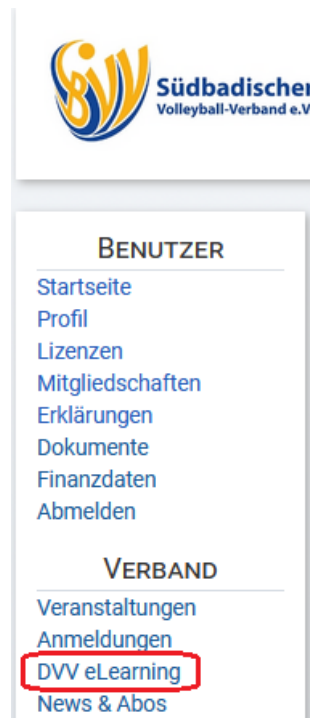 SBVV
Südbadischer
Volleyball-Verband e.V
BENUTZER
Startseite
Profil
Lizenzen
Mitgliedschaften
Erklärungen
Dokumente
Finanzdaten
Abmelden
VERBAND
Veranstaltungen
Anmeldungen
DVV eLearning
News & Abos